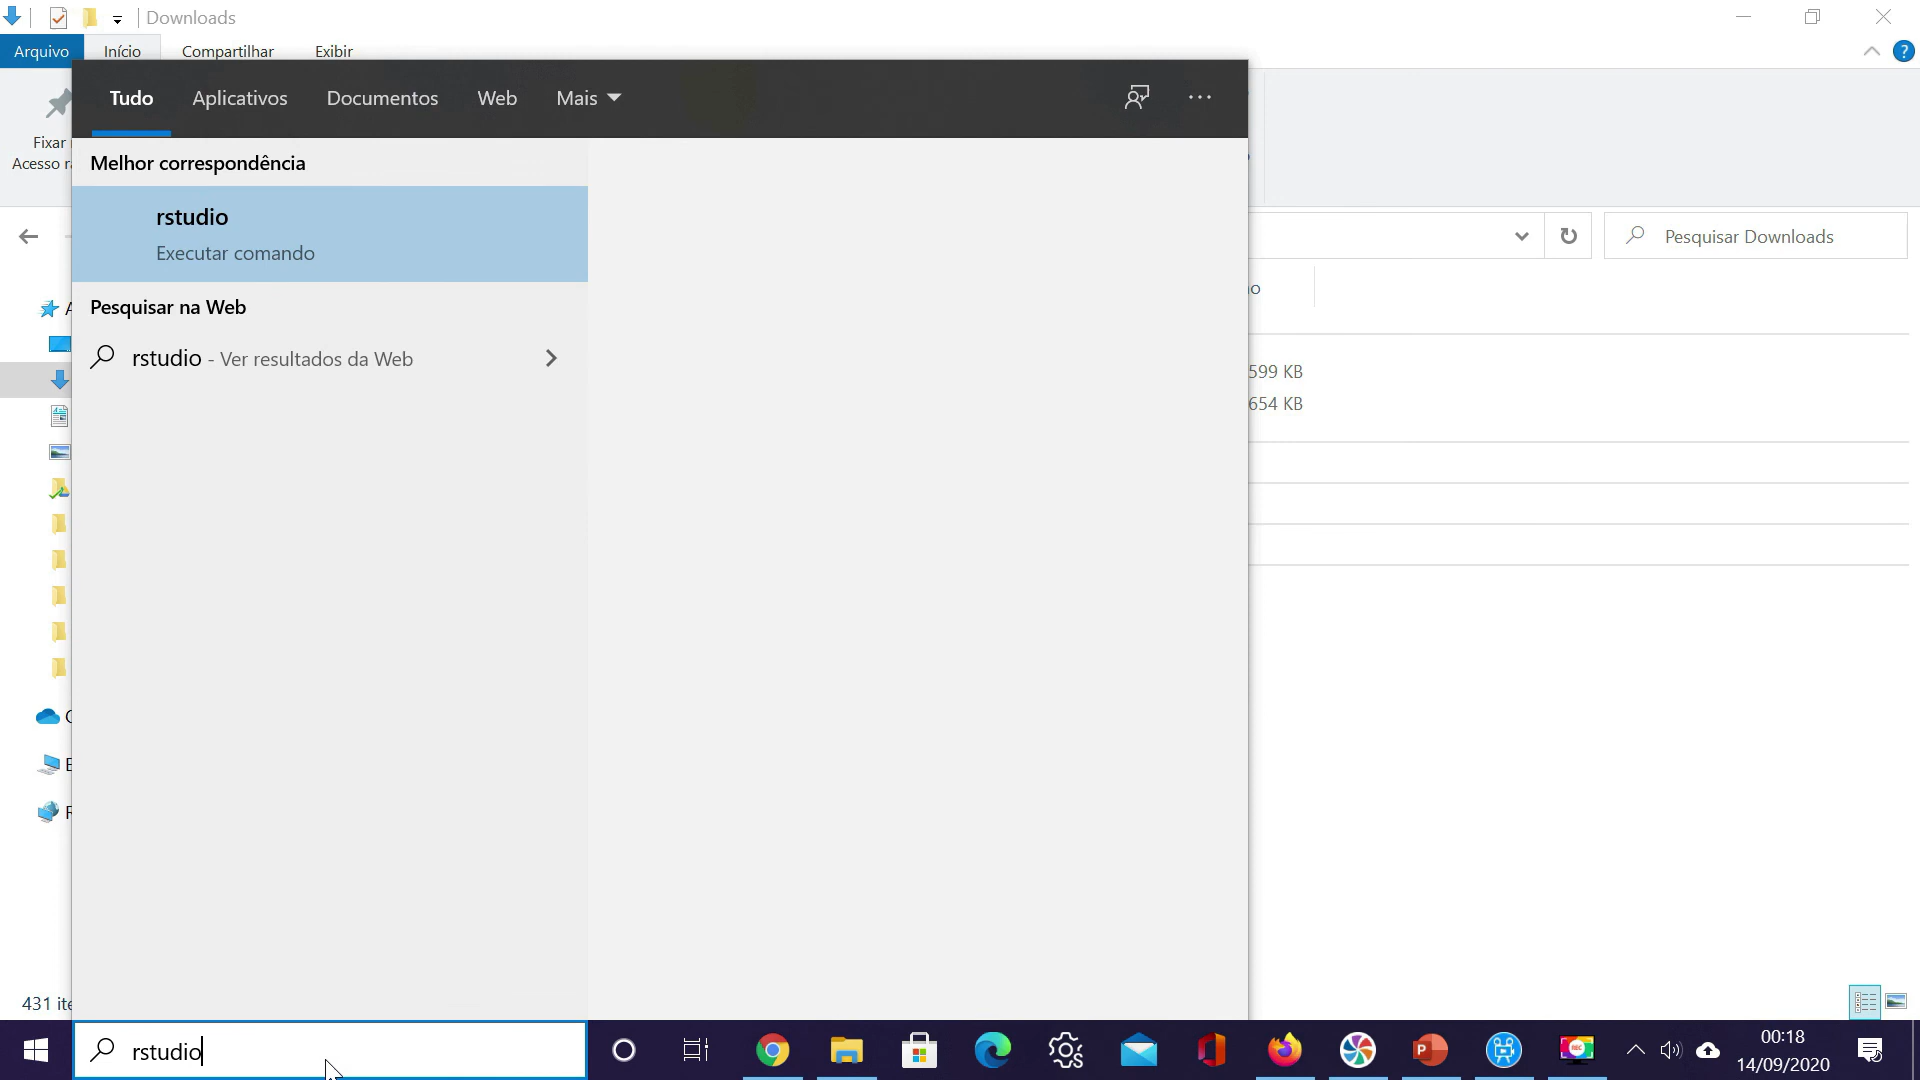 Downloads
Arquivo Início Compartilhar Exibir
Tudo Aplicativos Documentos Web Mais
Fixar
Acesso
Melhor correspondência
rstudio
Executar comando
Pesquisar Downloads
Pesquisar na Web
rstudio - Ver resultados da Web
599 KB
654 KB
431
rstudio
00:18
14/09/2020